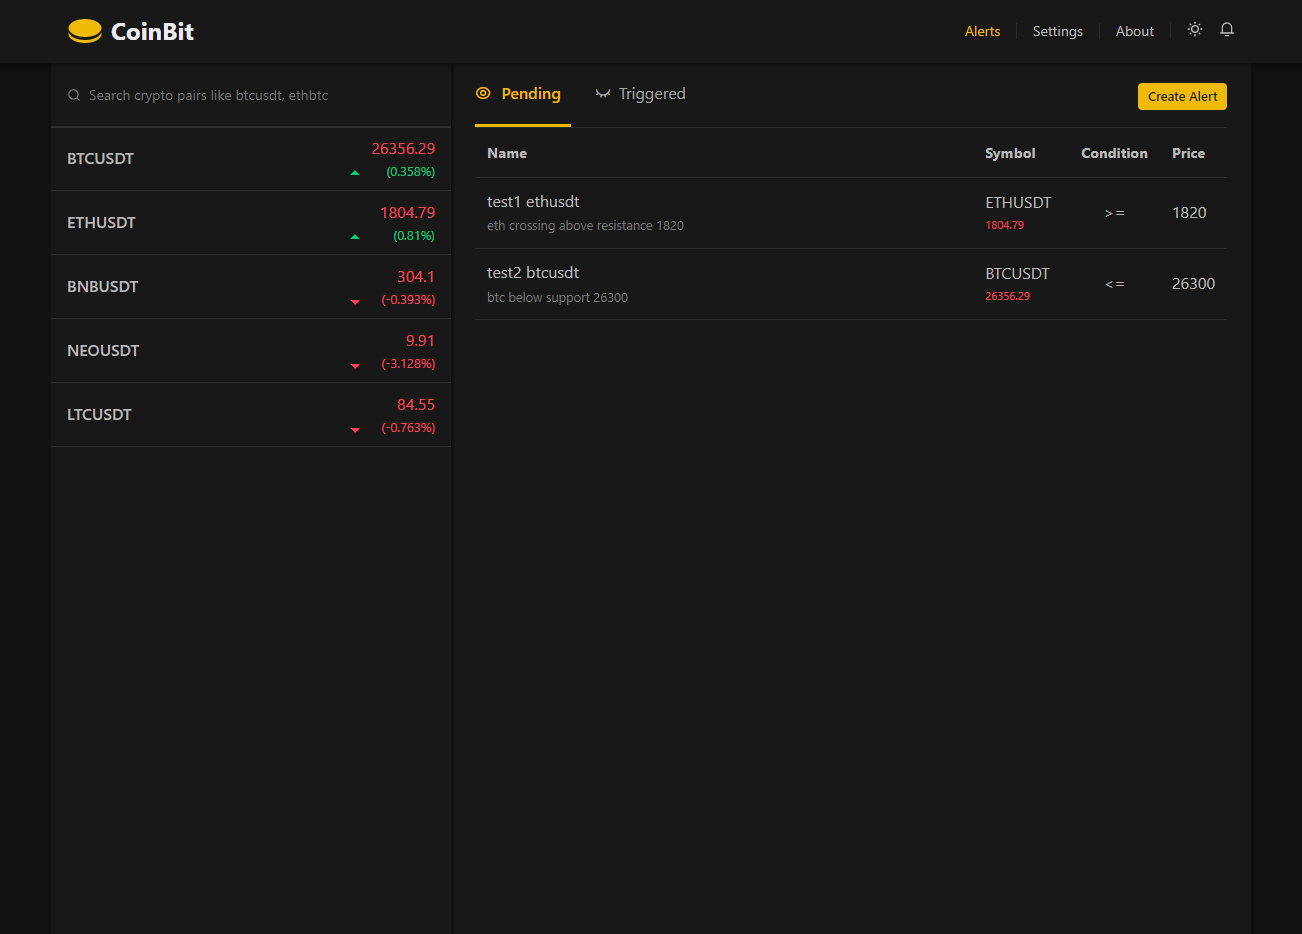 CoinBit
Alerts
Settings
About
Search crypto pairs like btcusdt, ethbtc
BTCUSDT
26356.29
(0.358%)
ETHUSDT
1804.79
(0.81%)
BNBUSDT
304.1
(-0.393%)
NEOUSDT
9.91
(-3.128%)
LTCUSDT
84.55
(-0.763%)
Pending
Triggered
Create Alert
Name Symbol Condition Price
test1 ethusdt
eth crossing above resistance 1820
ETHUSDT
1804.79
>=
1820
test2 btcusdt
btc below support 26300
BTCUSDT
26356.29
<=
26300